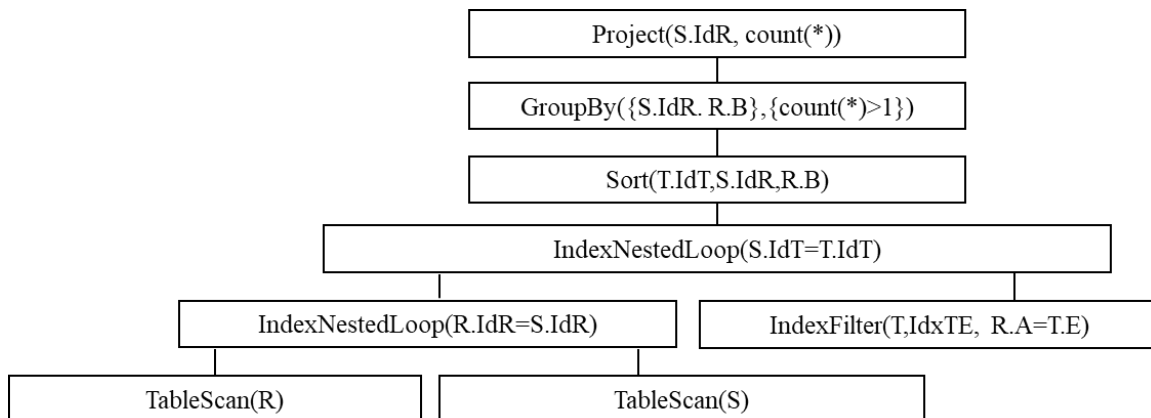 Project(S.IdR, count(*))
GroupBy({S.IdR. R.B},{count(*)>1})
Sort(T.IdT,S.IdR,R.B)
IndexNestedLoop(S.IdT=T.IdT)
IndexNestedLoop(R.IdR=S.IdR)
IndexFilter(T,IdxTE, R.A=T.E)
TableScan(R)
TableScan(S)